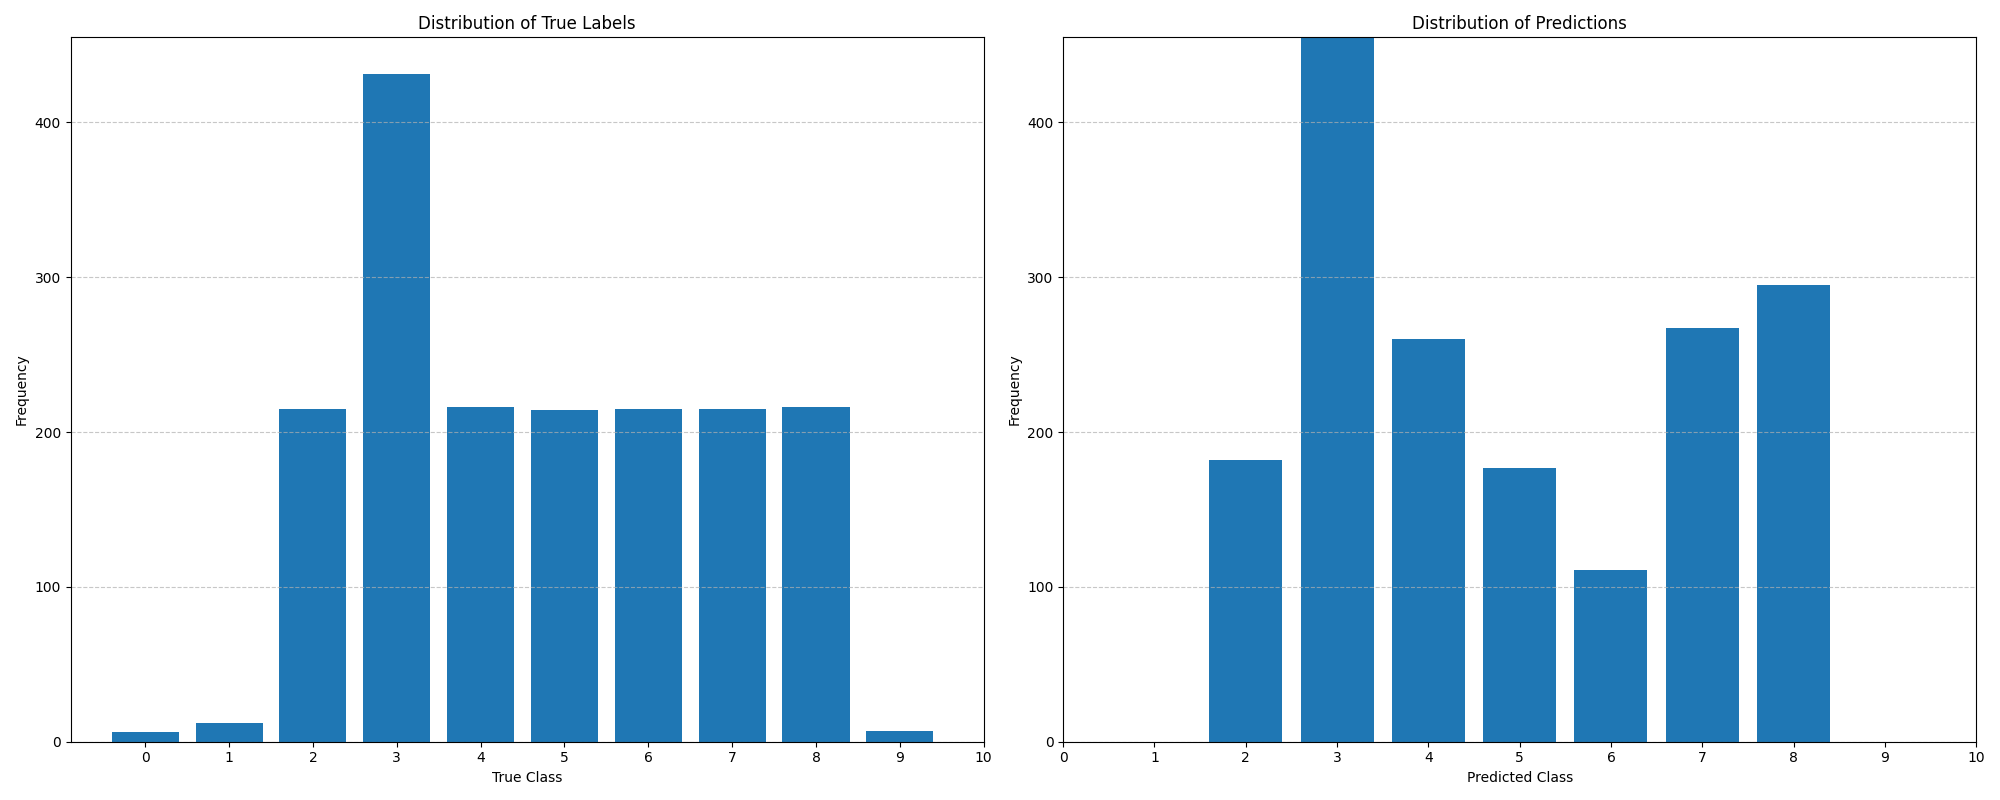 Distribution of True Labels
Frequency
400
300
200
100
0
0 1 2 3 4 5 6 7 8 9 10
True Class
Distribution of Predictions
Frequency
400
300
200
100
0
0 1 2 3 4 5 6 7 8 9 10
Predicted Class